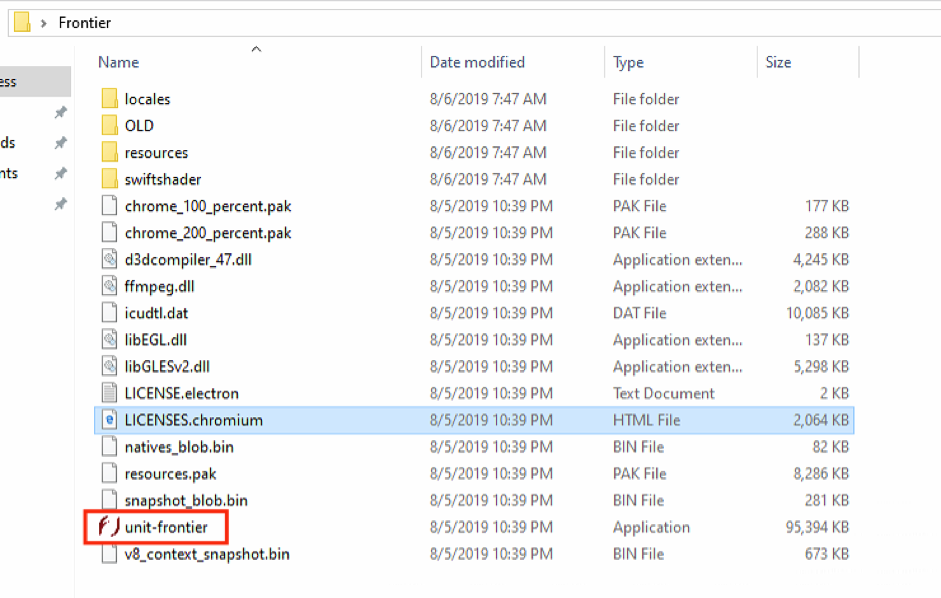 › Frontier
Name Date modified Type Size
ess
ds
nts
locales 8/6/2019 7:47 AM File folder
OLD 8/6/2019 7:47 AM File folder
resources 8/6/2019 7:47 AM File folder
swiftshader 8/6/2019 7:47 AM File folder
chrome_100_percent.pak 8/5/2019 10:39 PM PAK File 177 KB
chrome_200_percent.pak 8/5/2019 10:39 PM PAK File 288 KB
d3dcompiler_47.dll 8/5/2019 10:39 PM Application exten... 4,245 KB
ffmpeg.dll 8/5/2019 10:39 PM Application exten... 2,082 KB
icudtl.dat 8/5/2019 10:39 PM DAT File 10,085 KB
libEGL.dll 8/5/2019 10:39 PM Application exten... 137 KB
libGLESv2.dll 8/5/2019 10:39 PM Application exten... 5,298 KB
LICENSE.electron 8/5/2019 10:39 PM Text Document 2 KB
LICENSES.chromium 8/5/2019 10:39 PM HTML File 2,064 KB
natives_blob.bin 8/5/2019 10:39 PM BIN File 82 KB
resources.pak 8/5/2019 10:39 PM PAK File 8,286 KB
snapshot_blob.bin 8/5/2019 10:39 PM BIN File 281 KB
unit-frontier 8/5/2019 10:39 PM Application 95,394 KB
v8_context_snapshot.bin 8/5/2019 10:39 PM BIN File 673 KB